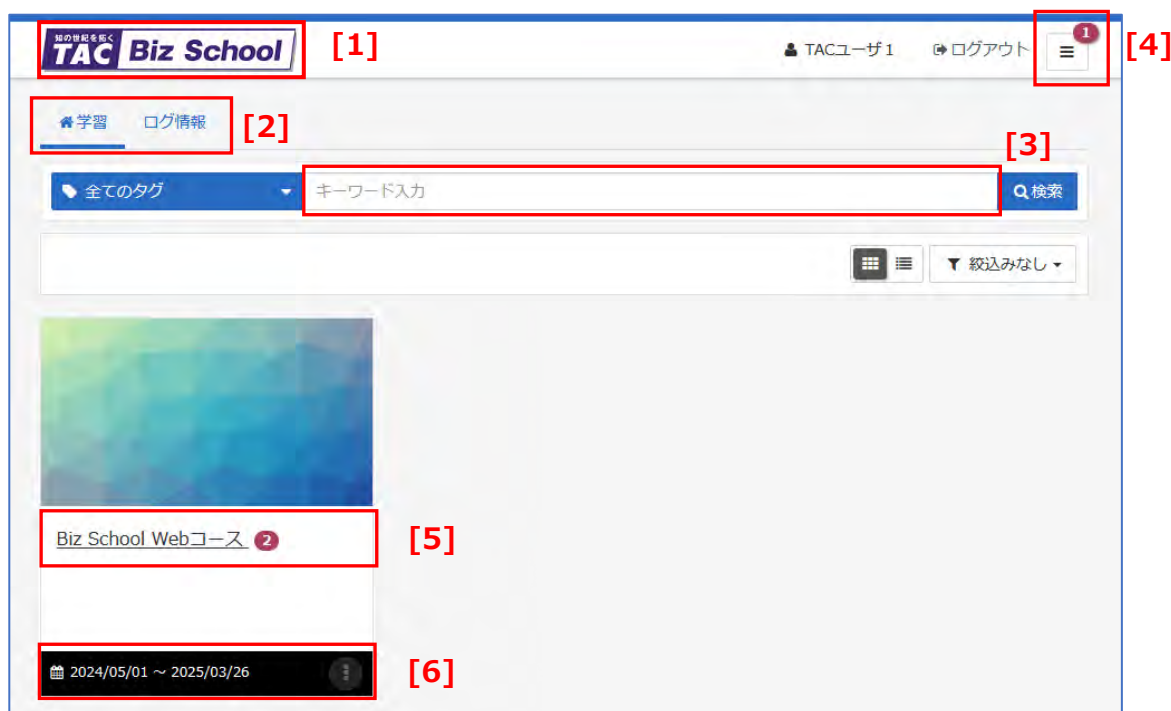 知の世紀を拓く
TAC Biz School
[1]
TACユーザ1
ログアウト
1
[4]
学習
ログ情報
[2]
[3]
全てのタグ
キーワード入力
検索
絞込みなし
Biz School Webコース 2
[5]
2024/05/01 ～ 2025/03/26
[6]